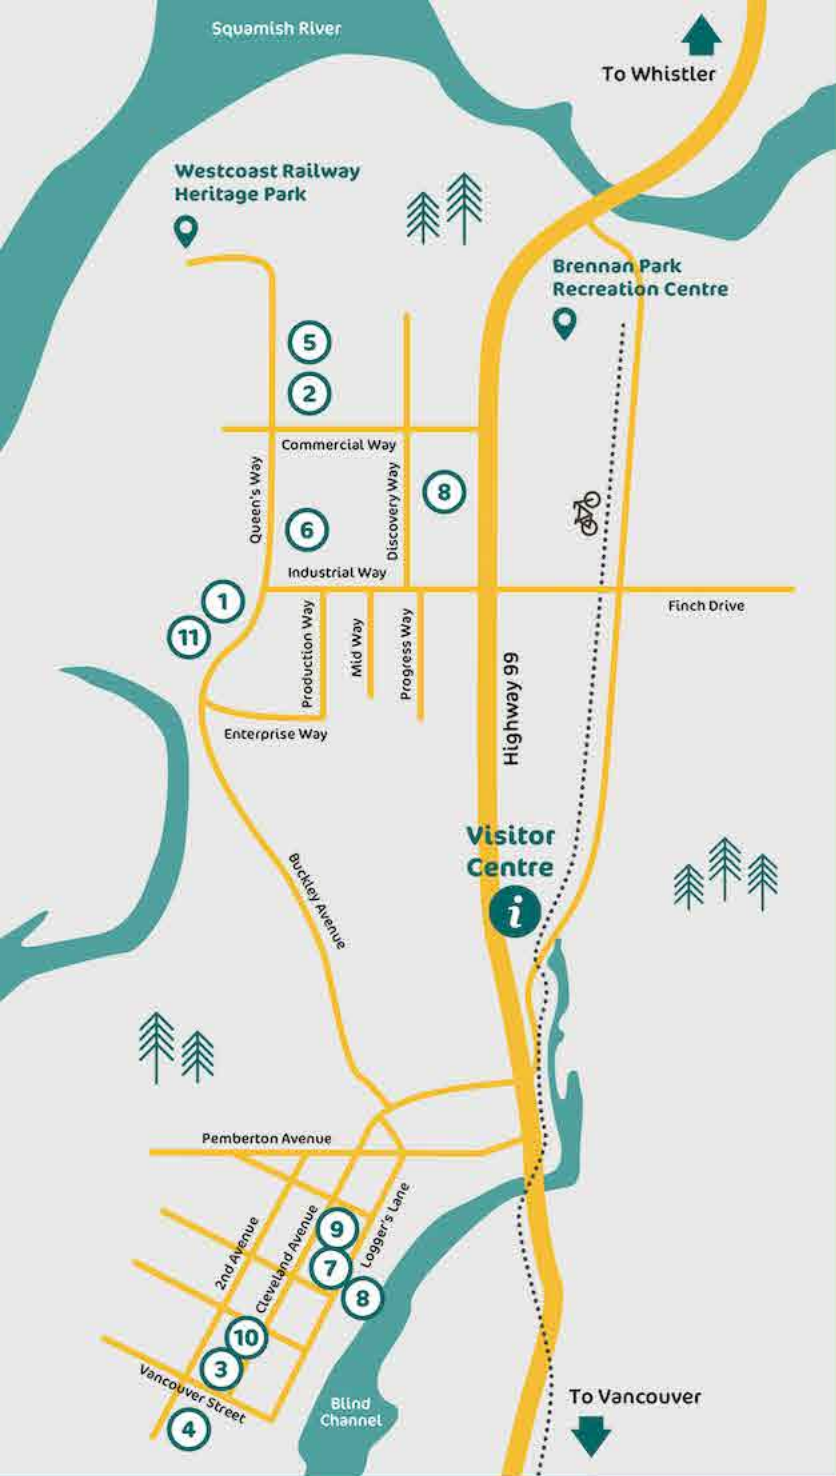 Squamish River
To Whistler
Westcoast Railway
Heritage Park
Brennan Park
Recreation Centre
5
2
Commercial Way
Queen's Way
Discovery Way
8
6
Industrial Way
1
11
Finch Drive
Production Way
Mid Way
Progress Way
Highway 99
Enterprise Way
Visitor
Centre
i
Buckley Avenue
Pemberton Avenue
2nd Avenue
Cleveland Avenue
Logger's Lane
9
7
8
10
3
Vancouver Street
4
Blind
Channel
To Vancouver